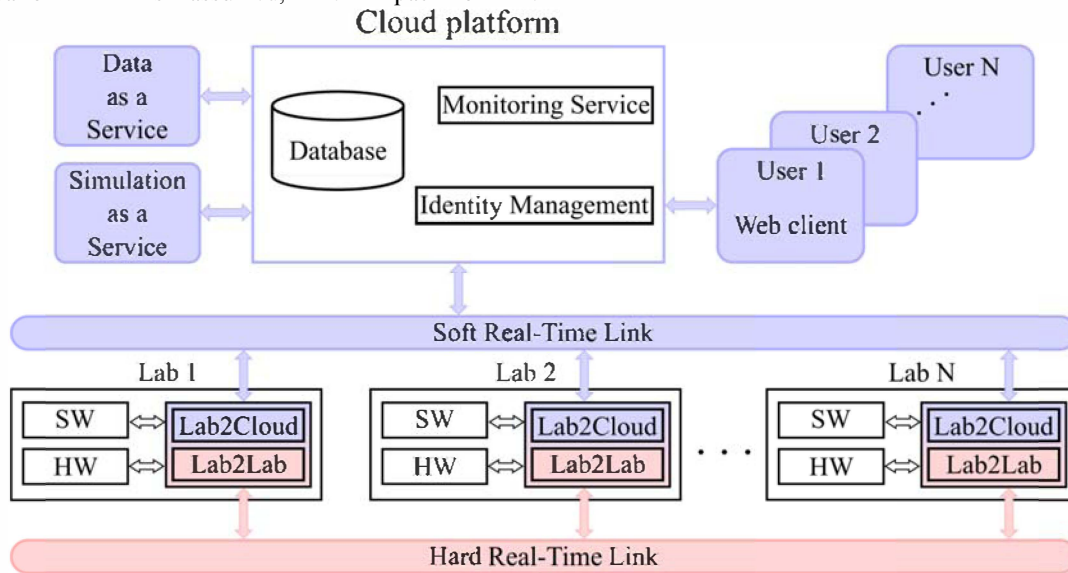 Cloud platform
Data
as a
Service
Database
Monitoring Service
Identity Management
User N
User 2
User 1
Web client
Simulation
as a
Service
Soft Real-Time Link
Lab 1
Lab 2
Lab N
SW
Lab2Cloud
HW
Lab2Lab
SW
Lab2Cloud
HW
Lab2Lab
. . .
SW
Lab2Cloud
HW
Lab2Lab
Hard Real-Time Link